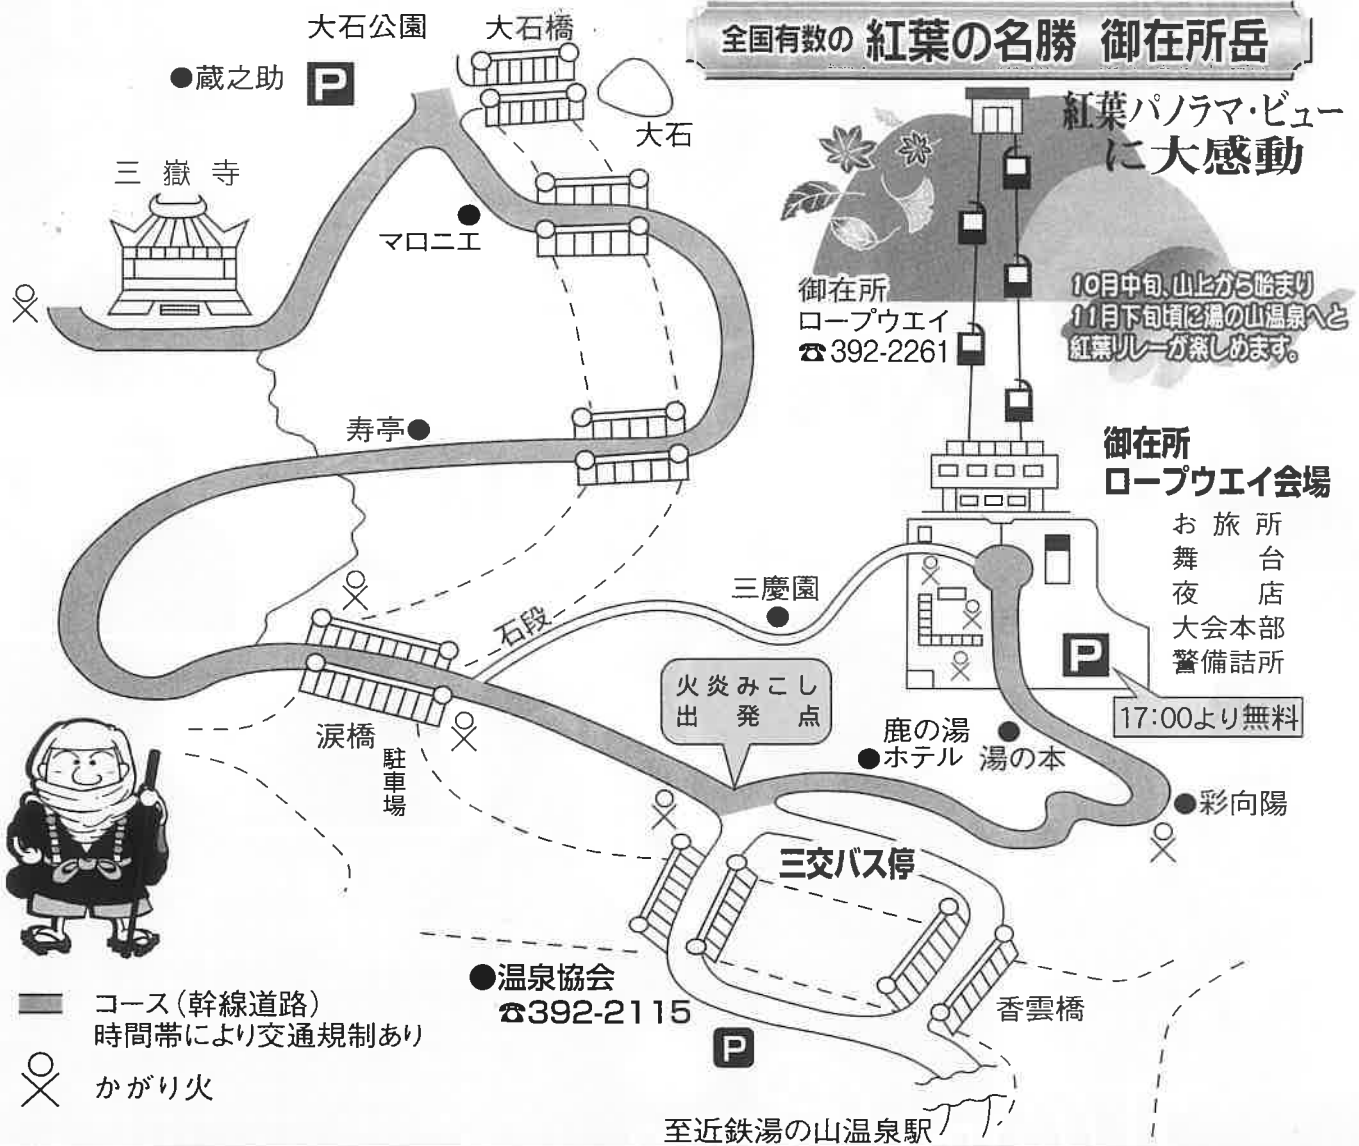 全国有数の 紅葉の名勝 御在所岳
紅葉パノラマ・ビュー
に大感動
10月中旬、山上から始まり
11月下旬頃に湯の山温泉へと
紅葉リレーが楽しめます。
大石公園
大石橋
●蔵之助
P
大石
三嶽寺
マロニエ
御在所
ロープウエイ
☎392-2261
寿亭●
御在所
ロープウエイ会場
お旅所
舞台
夜店
大会本部
警備詰所
P
17:00より無料
三慶園
石段
火炎みこし
出発点
涙橋
駐車場
鹿の湯
●ホテル
湯の本
●彩向陽
三交バス停
●温泉協会
☎392-2115
P
香雲橋
コース(幹線道路)
時間帯により交通規制あり
かがり火
至近鉄湯の山温泉駅